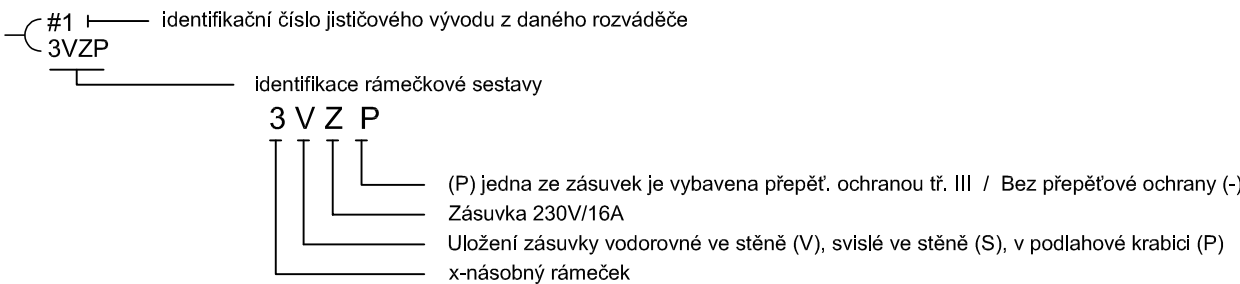 #1 identifikační číslo jističového vývodu z daného rozváděče
3VZP
identifikace rámečkové sestavy
3 V Z P
(P) jedna ze zásuvek je vybavena přepěť. ochranou tř. III / Bez přepěťové ochrany (-)
Zásuvka 230V/16A
Uložení zásuvky vodorovné ve stěně (V), svislé ve stěně (S), v podlahové krabici (P)
x-násobný rámeček